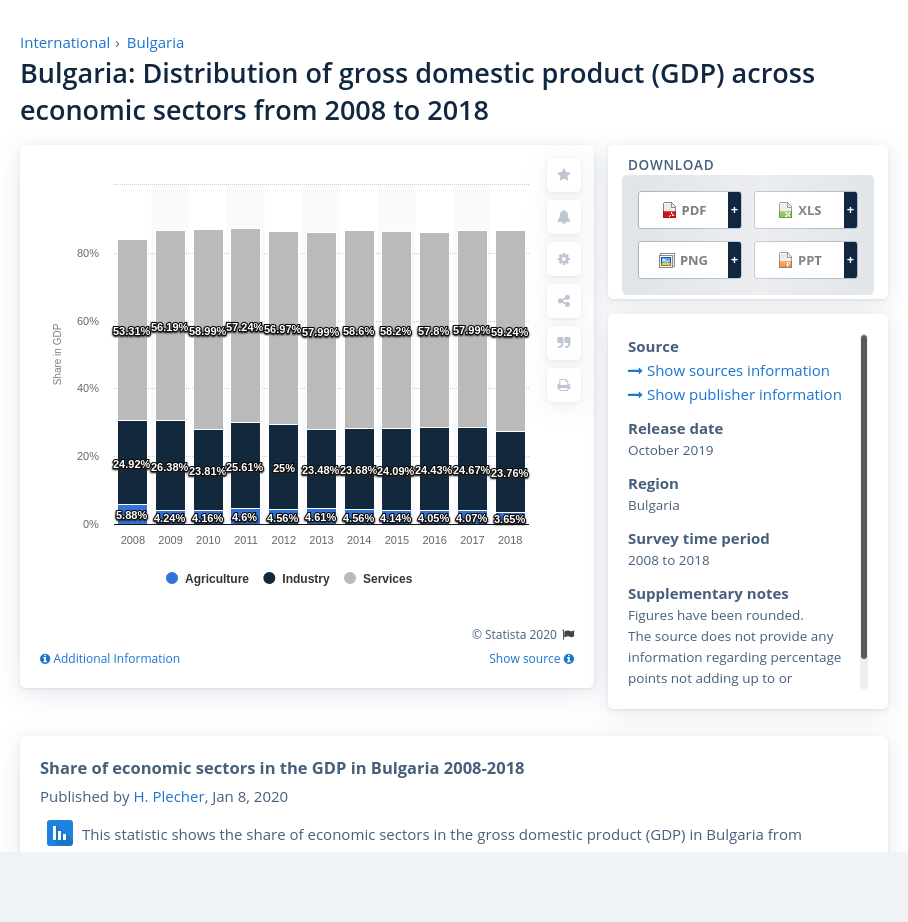 International › Bulgaria
Bulgaria: Distribution of gross domestic product (GDP) across
economic sectors from 2008 to 2018
DOWNLOAD
PDF +
XLS +
PNG +
PPT +
Share in GDP
80%
60%
40%
20%
0%
53.31% 56.19% 58.99% 57.24% 56.97% 57.99% 58.6% 58.2% 57.8% 57.99% 59.24%
24.92% 26.38% 23.81% 25.61% 25% 23.48% 23.68% 24.09% 24.43% 24.67% 23.76%
5.88% 4.24% 4.16% 4.6% 4.56% 4.61% 4.56% 4.14% 4.05% 4.07% 3.65%
2008 2009 2010 2011 2012 2013 2014 2015 2016 2017 2018
Agriculture Industry Services
© Statista 2020
Additional Information
Show source
Source
Show sources information
Show publisher information
Release date
October 2019
Region
Bulgaria
Survey time period
2008 to 2018
Supplementary notes
Figures have been rounded.
The source does not provide any
information regarding percentage
points not adding up to or
Share of economic sectors in the GDP in Bulgaria 2008-2018
Published by H. Plecher, Jan 8, 2020
This statistic shows the share of economic sectors in the gross domestic product (GDP) in Bulgaria from